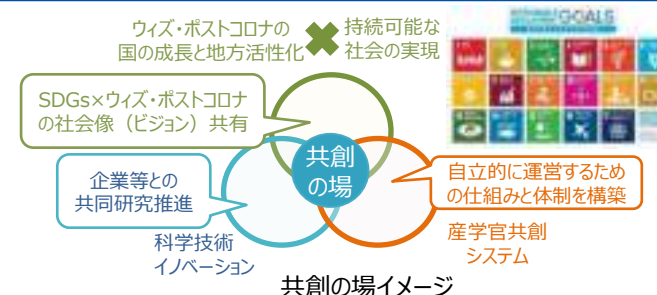 ウィズ・ポストコロナの
国の成長と地方活性化
持続可能な
社会の実現
GOALS
SDGs×ウィズ・ポストコロナ
の社会像（ビジョン）共有
共創
の場
企業等との
共同研究推進
自立的に運営するため
の仕組みと体制を構築
科学技術
イノベーション
産学官共創
システム
共創の場イメージ